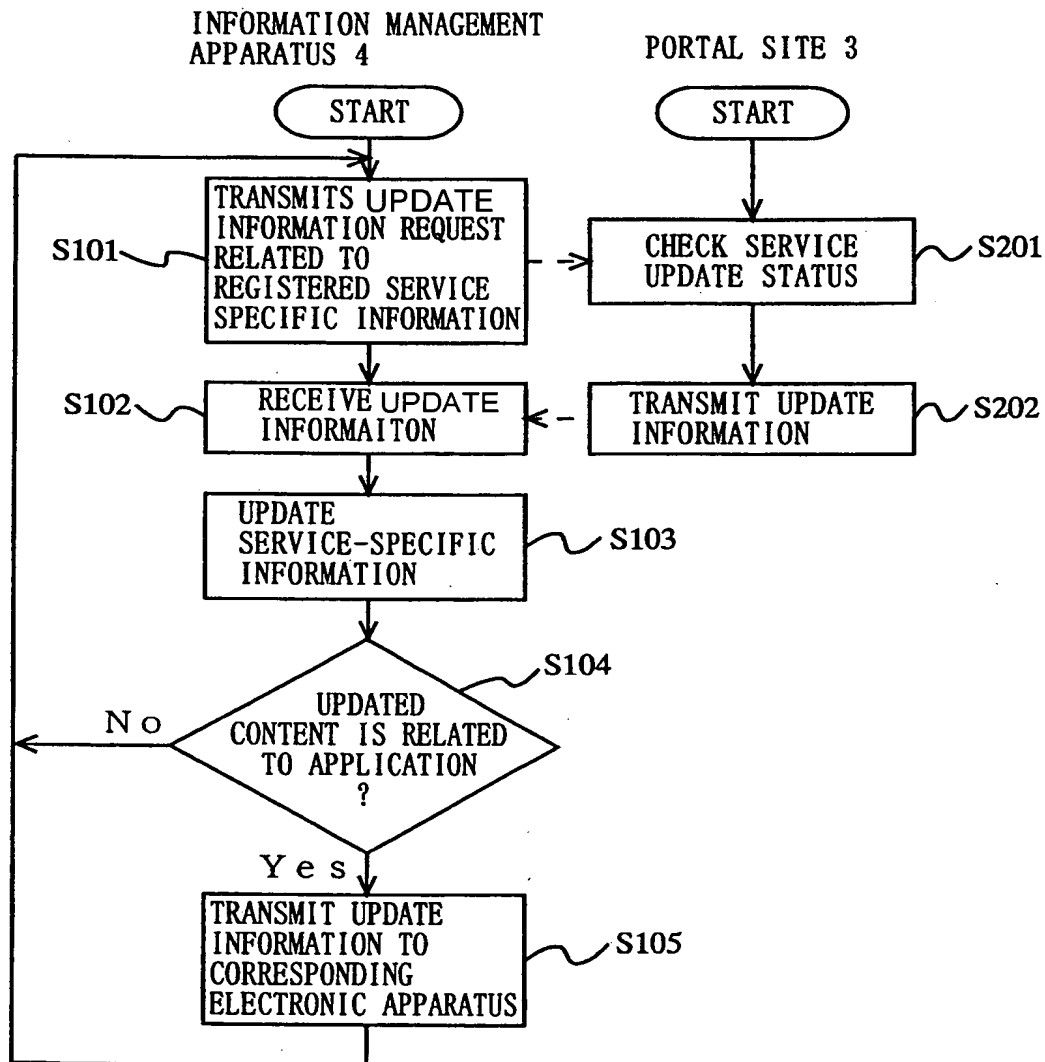 INFORMATION MANAGEMENT
APPARATUS 4
PORTAL SITE 3
START
START
TRANSMITS UPDATE
INFORMATION REQUEST
RELATED TO
REGISTERED SERVICE
SPECIFIC INFORMATION
S101
CHECK SERVICE
UPDATE STATUS
S201
S102
RECEIVE UPDATE
INFORMAITON
TRANSMIT UPDATE
INFORMATION
S202
UPDATE
SERVICE-SPECIFIC
INFORMATION
S103
S104
UPDATED
CONTENT IS RELATED
TO APPLICATION
?
No
Yes
TRANSMIT UPDATE
INFORMATION TO
CORRESPONDING
ELECTRONIC APPARATUS
S105